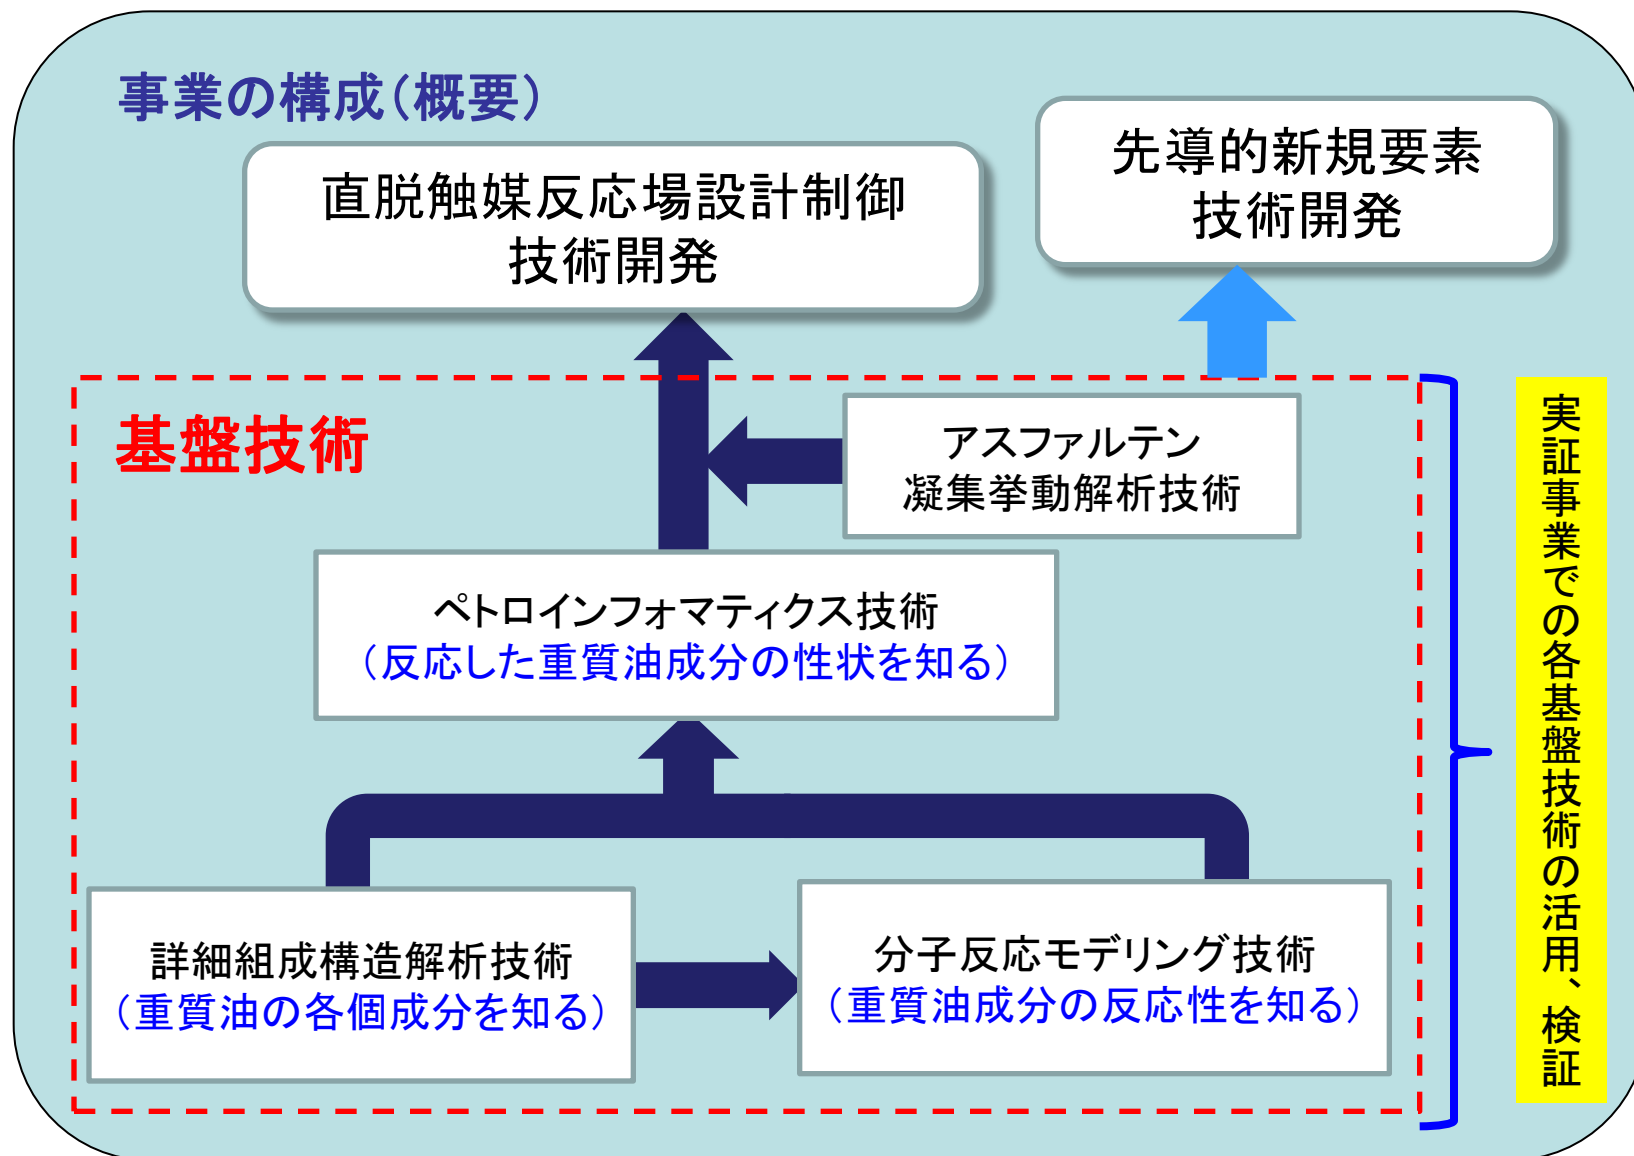 事業の構成(概要)
直脱触媒反応場設計制御
技術開発
先導的新規要素
技術開発
基盤技術
アスファルテン
凝集挙動解析技術
ペトロインフォマティクス技術
(反応した重質油成分の性状を知る)
詳細組成構造解析技術
(重質油の各個成分を知る)
分子反応モデリング技術
(重質油成分の反応性を知る)
実証事業での各基盤技術の活用、検証